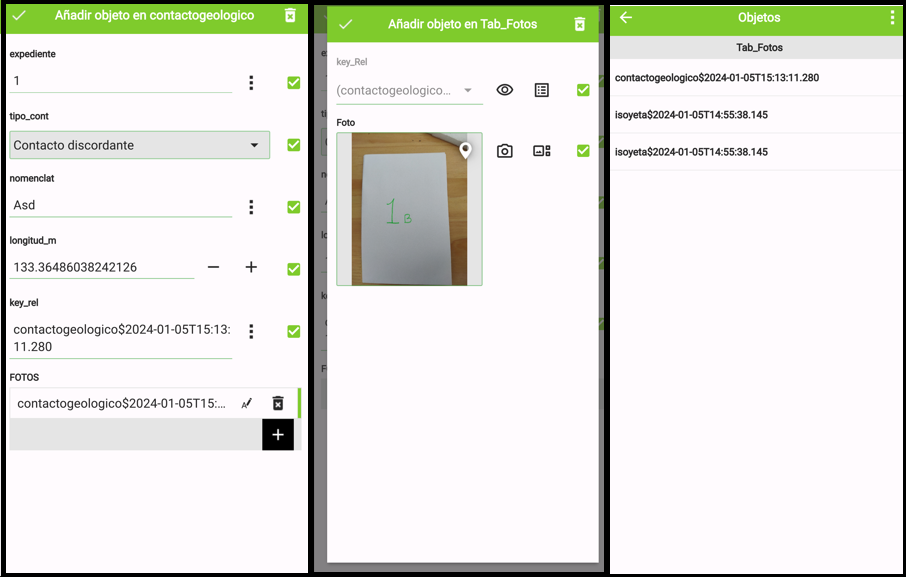 Añadir objeto en contactogeologico
expediente
1
tipo_cont
Contacto discordante
nomenclat
Asd
longitud_m
133.36486038242126
key_rel
contactogeologico$2024-01-05T15:13:
11.280
FOTOS
contactogeologico$2024-01-05T15:...
Añadir objeto en Tab_Fotos
key_Rel
(contactogeologico...
Foto
1B
Objetos
Tab_Fotos
contactogeologico$2024-01-05T15:13:11.280
isoyeta$2024-01-05T14:55:38.145
isoyeta$2024-01-05T14:55:38.145